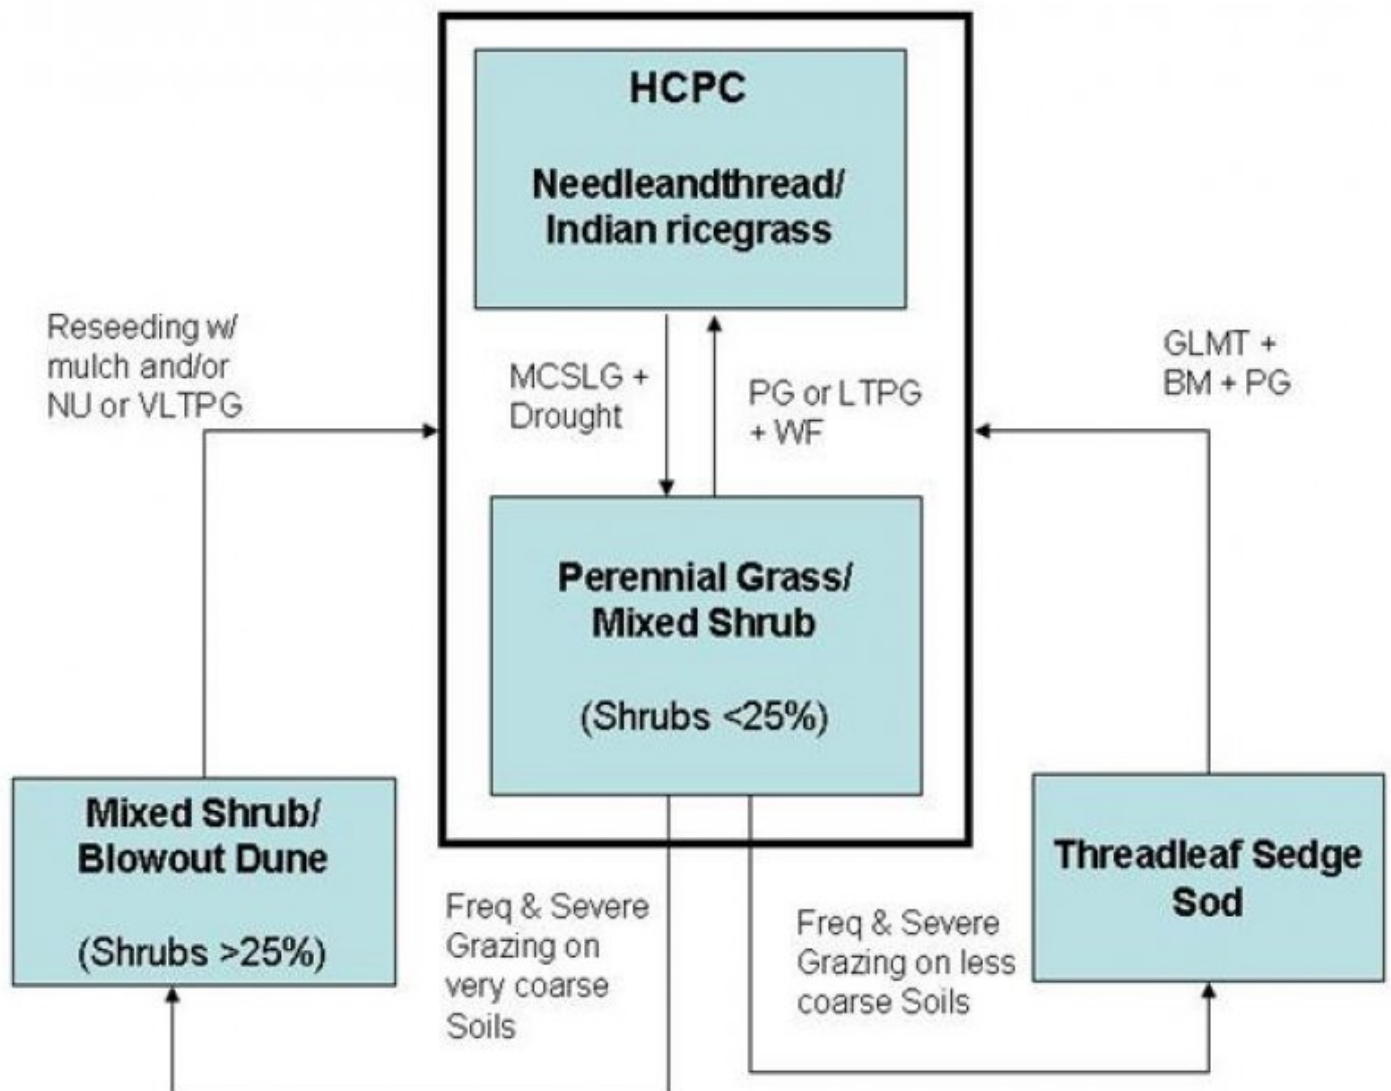 HCPC
Needleandthread/
Indian ricegrass
Reseeding w/
mulch and/or
NU or VLTPG
MCSLG +
Drought
PG or LTPG
+ WF
GLMT +
BM + PG
Perennial Grass/
Mixed Shrub
(Shrubs <25%)
Mixed Shrub/
Blowout Dune
(Shrubs >25%)
Freq & Severe
Grazing on
very coarse
Soils
Freq & Severe
Grazing on less
coarse Soils
Threadleaf Sedge
Sod